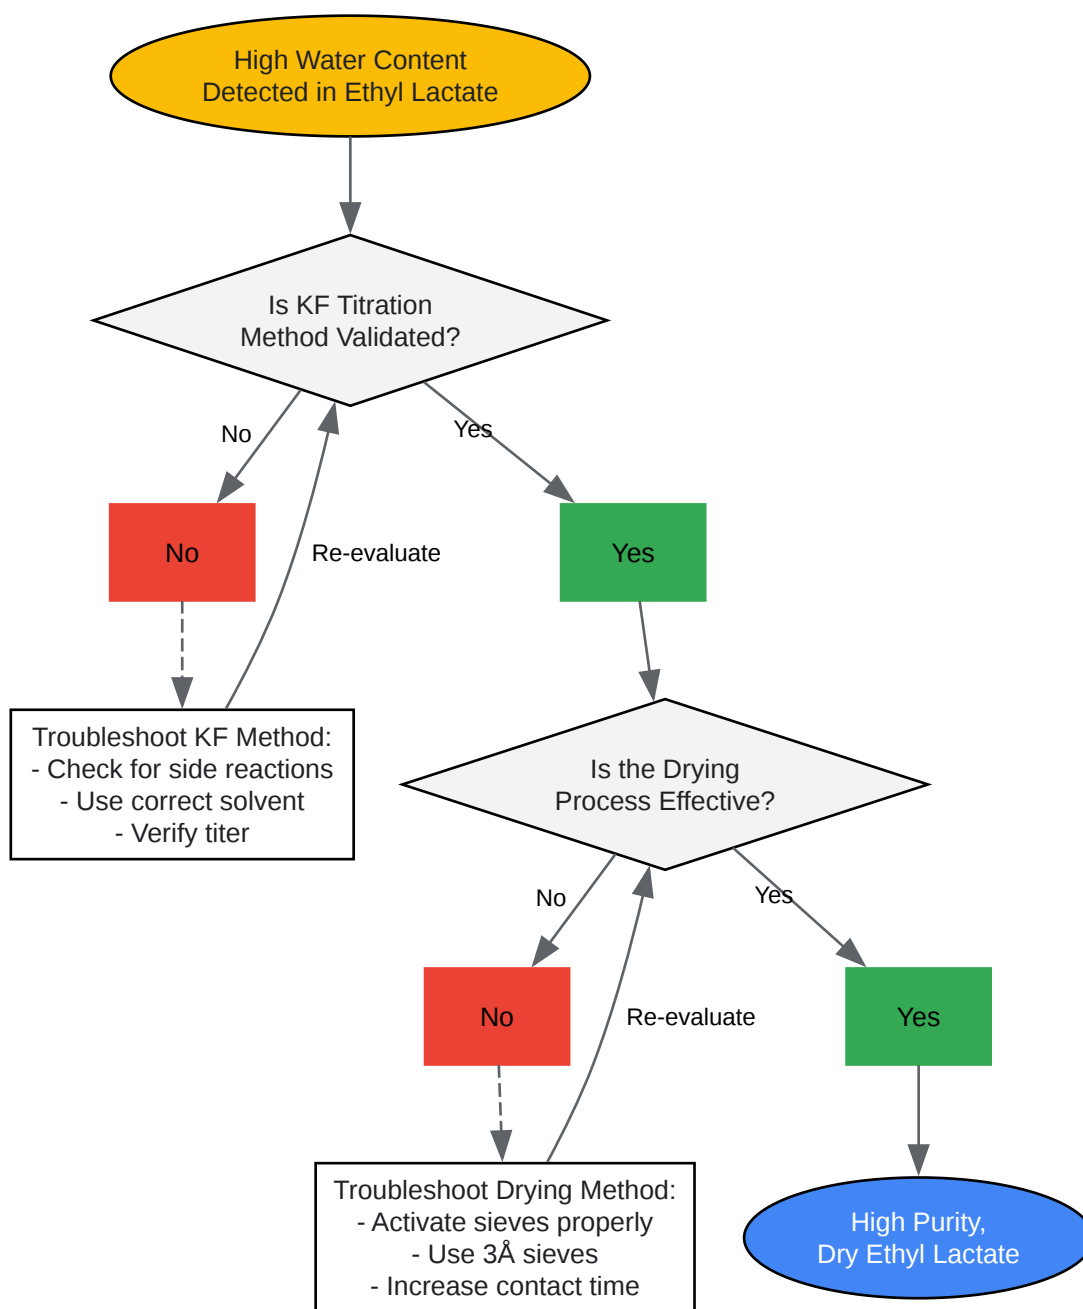 High Water Content
Detected in Ethyl Lactate
Is KF Titration
Method Validated?
No
Yes
No
Re-evaluate
Yes
Troubleshoot KF Method:
- Check for side reactions
- Use correct solvent
- Verify titer
Is the Drying
Process Effective?
No
Yes
No
Re-evaluate
Yes
Troubleshoot Drying Method:
- Activate sieves properly
- Use 3Å sieves
- Increase contact time
High Purity,
Dry Ethyl Lactate